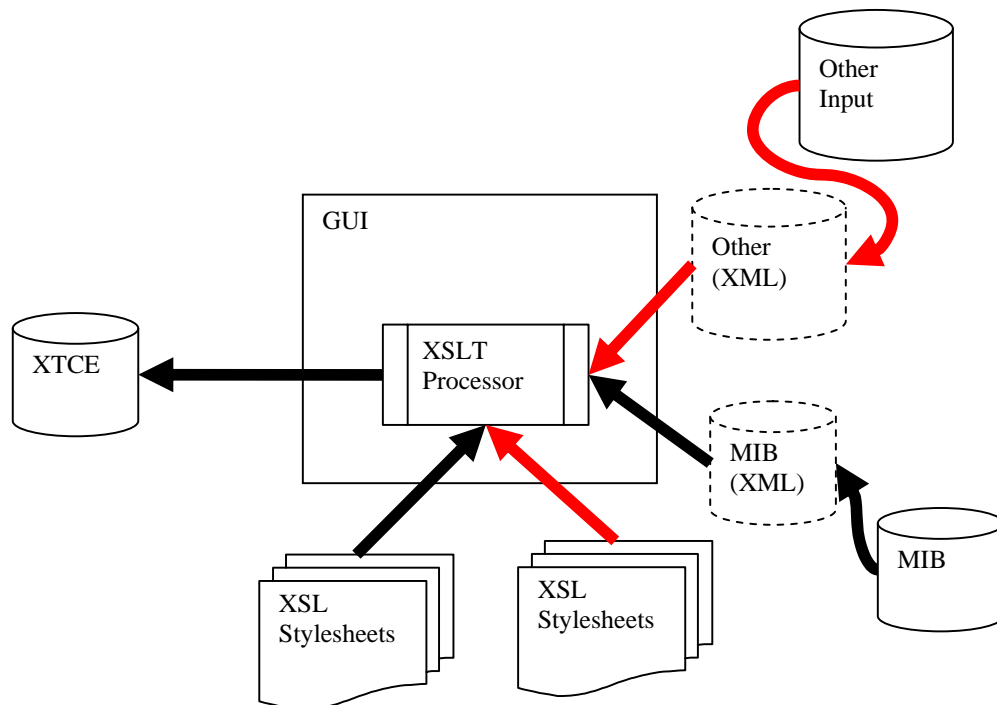 Other
Input
GUI
Other
(XML)
XTCE
XSLT
Processor
MIB
(XML)
MIB
XSL
Stylesheets
XSL
Stylesheets